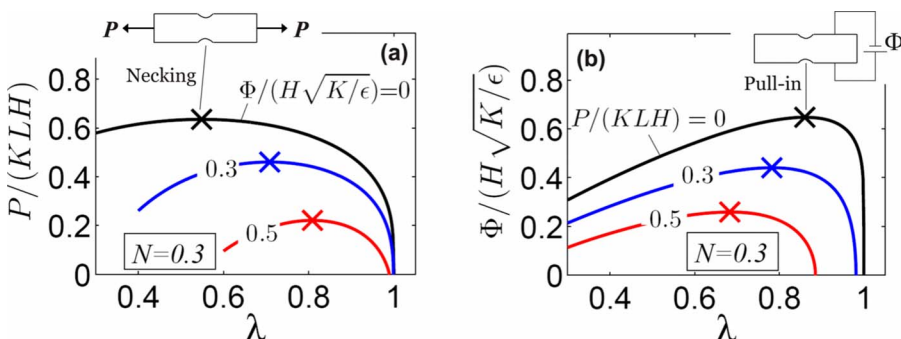 P P
(a)
Necking
Φ/(H√K/ϵ)=0
0.3
0.5
N=0.3
P/(KLH)
0.8
0.6
0.4
0.2
0
0.4 0.6 0.8 1
λ
Φ
(b)
Pull-in
P/(KLH) = 0
0.3
0.5
N=0.3
Φ/(H√K/ϵ)
0.8
0.6
0.4
0.2
0
0.4 0.6 0.8 1
λ